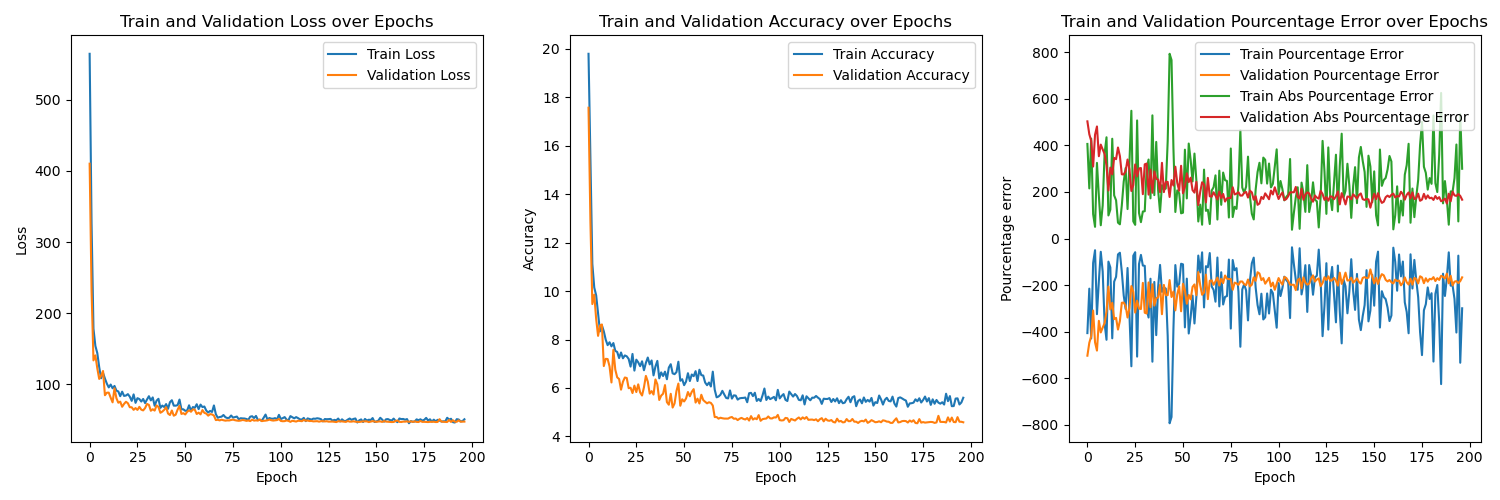 Train and Validation Loss over Epochs
Train Loss
Validation Loss
Loss
500
400
300
200
100
0 25 50 75 100 125 150 175 200
Epoch
Train and Validation Accuracy over Epochs
Train Accuracy
Validation Accuracy
Accuracy
20
18
16
14
12
10
8
6
4
0 25 50 75 100 125 150 175 200
Epoch
Train and Validation Pourcentage Error over Epochs
Train Pourcentage Error
Validation Pourcentage Error
Train Abs Pourcentage Error
Validation Abs Pourcentage Error
Pourcentage error
800
600
400
200
0
−200
−400
−600
−800
0 25 50 75 100 125 150 175 200
Epoch